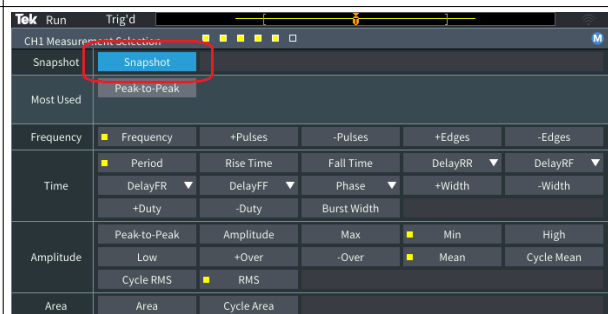 Tek Run Trig'd
CH1 Measurement Selection M
Snapshot Snapshot
Most Used Peak-to-Peak
Frequency Frequency +Pulses -Pulses +Edges -Edges
Time Period Rise Time Fall Time DelayRR DelayRF
DelayFR DelayFF Phase +Width -Width
+Duty -Duty Burst Width
Amplitude Peak-to-Peak Amplitude Max Min High
Low +Over -Over Mean Cycle Mean
Cycle RMS RMS
Area Area Cycle Area